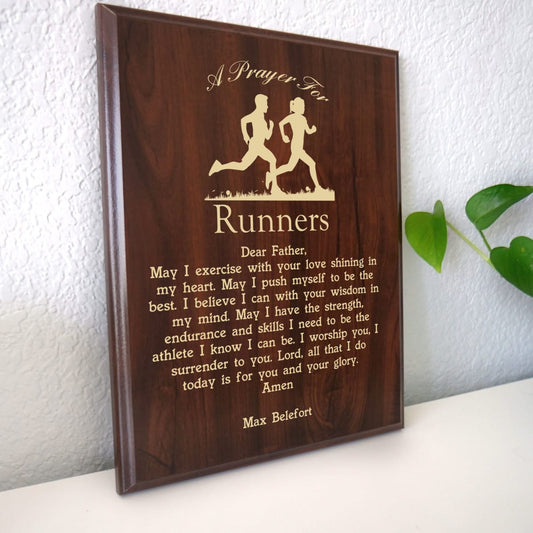 A Prayer For
Runners
Dear Father,
May I exercise with your love shining in
my heart. May I push myself to be the
best. I believe I can with your wisdom in
my mind. May I have the strength,
endurance and skills I need to be the
athlete I know I can be. I worship you, I
surrender to you. Lord, all that I do
today is for you and your glory.
Amen
Max Belefort